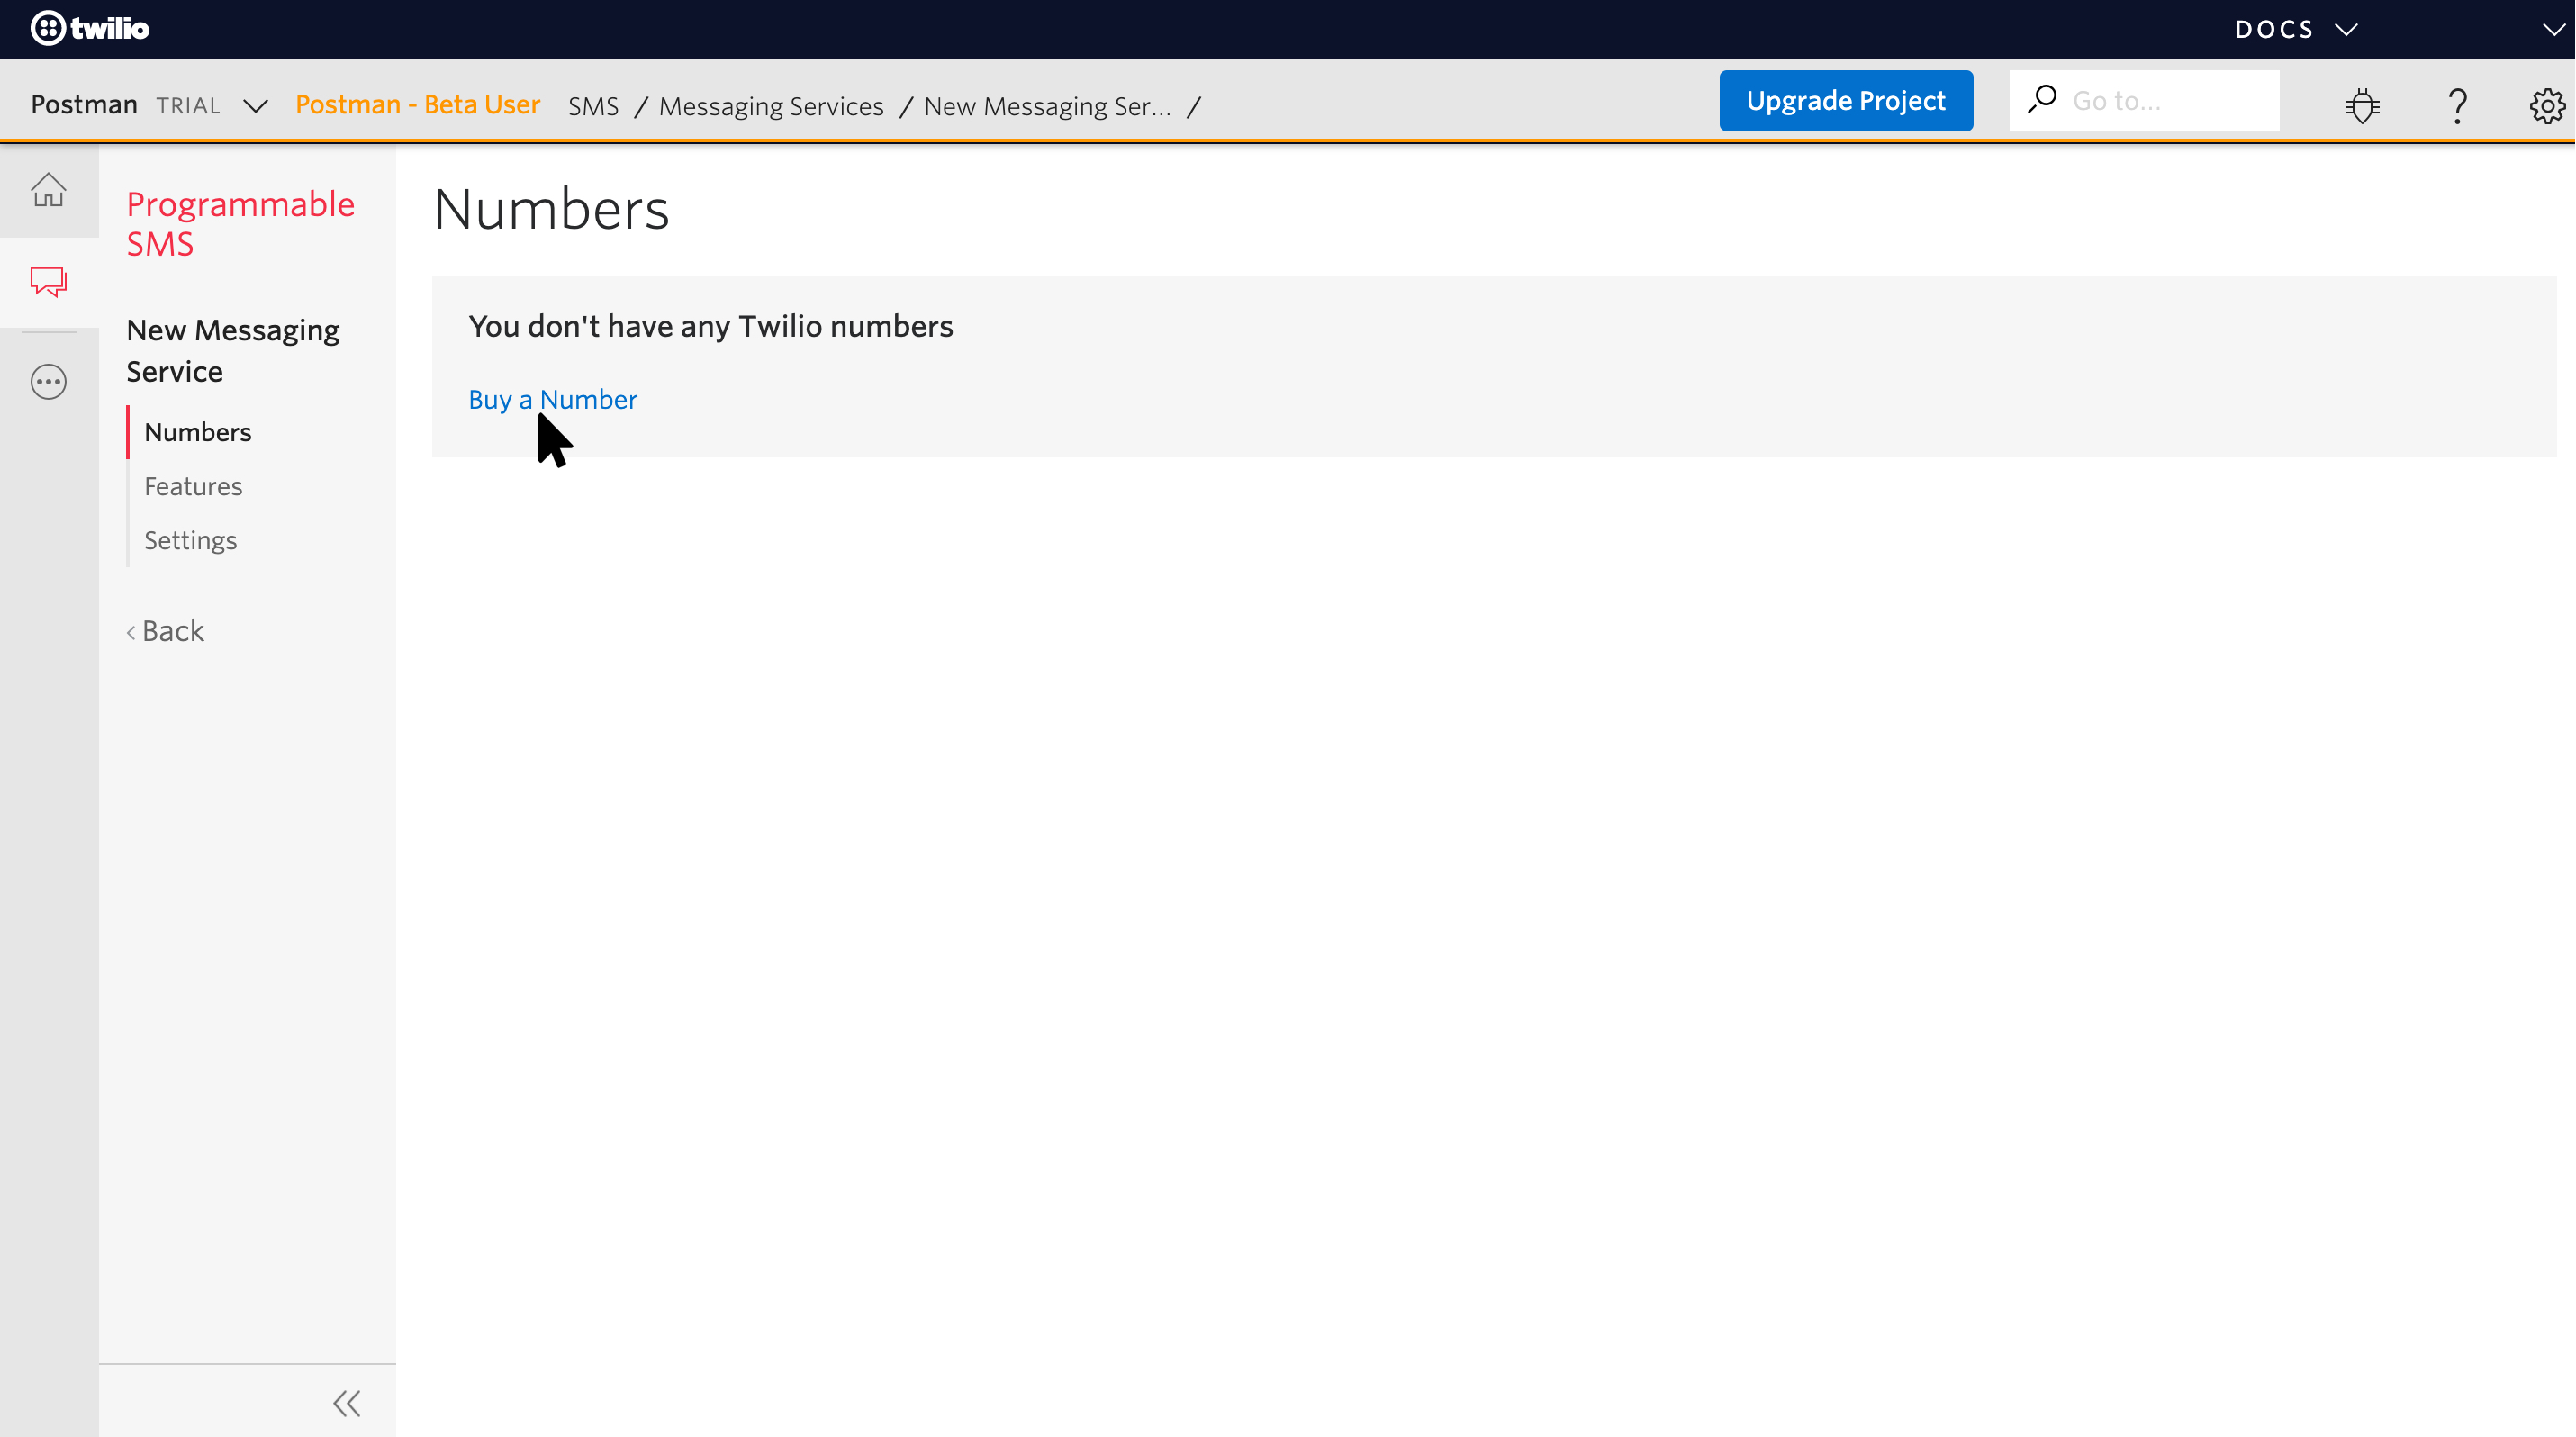 twilio
DOCS
Postman TRIAL Postman - Beta User SMS / Messaging Services / New Messaging Ser... /
Upgrade Project
Go to...
?
Programmable
SMS
New Messaging
Service
Numbers
Features
Settings
‹ Back
Numbers
You don't have any Twilio numbers
Buy a Number